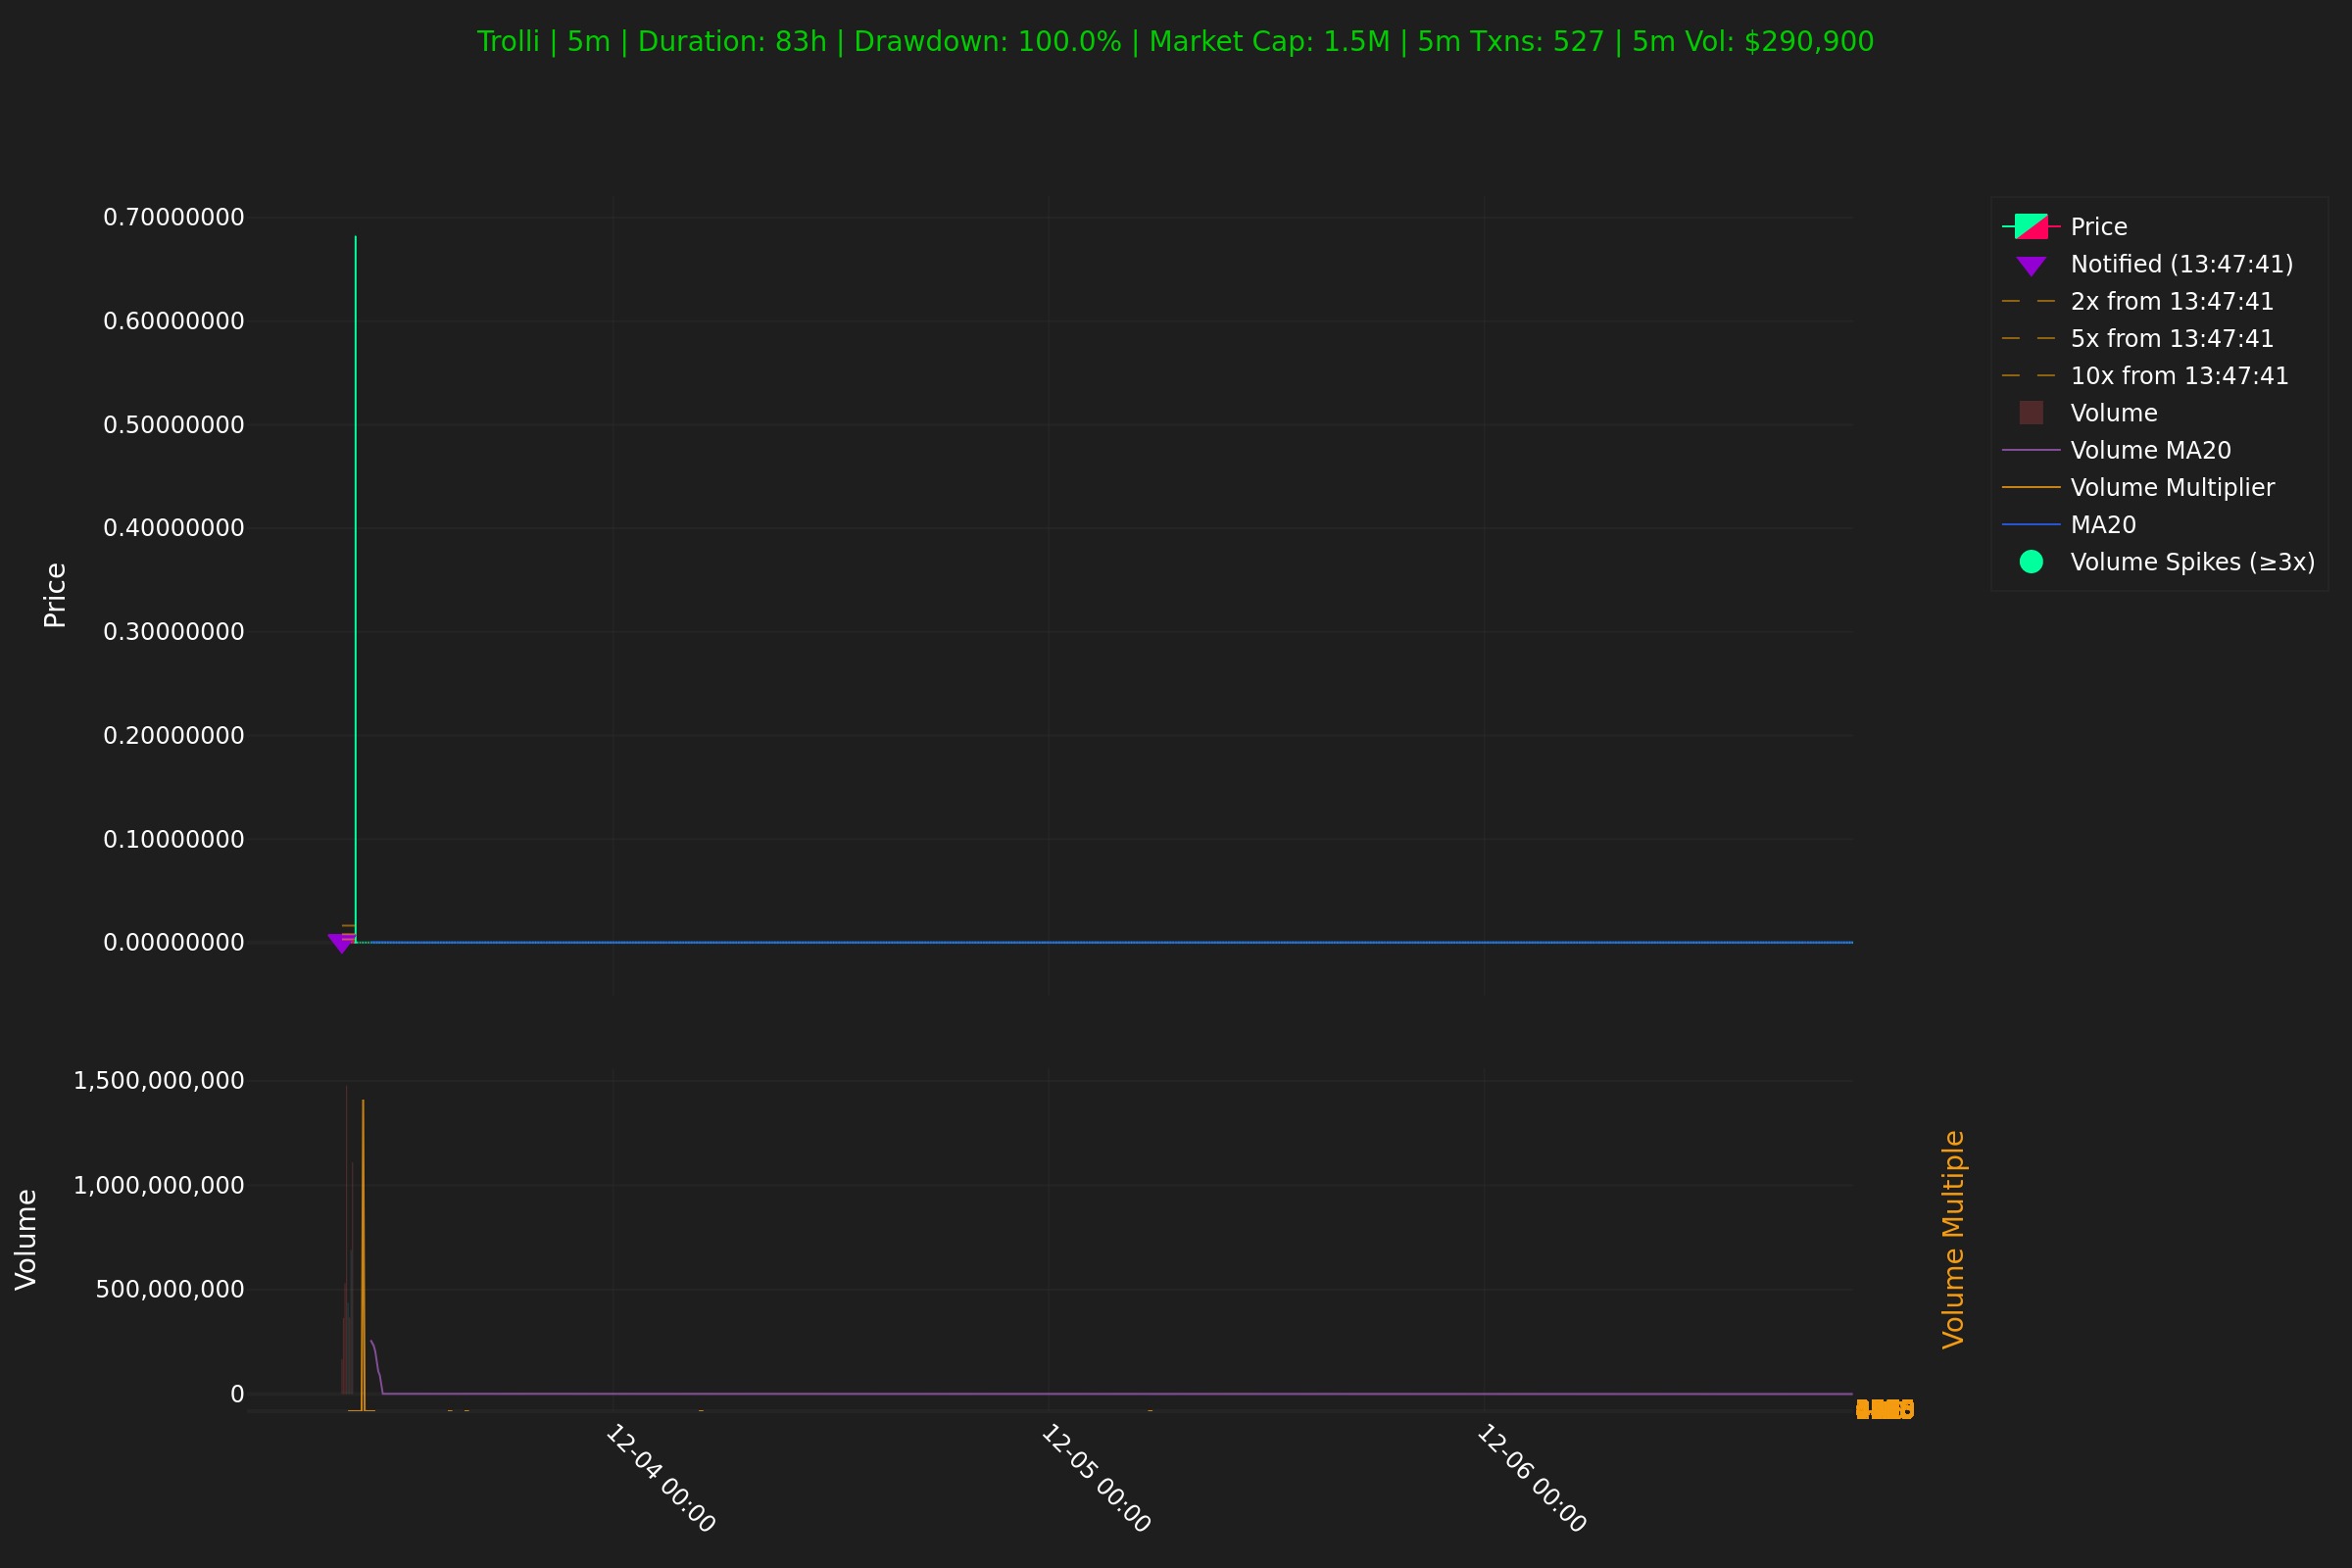 Trolli | 5m | Duration: 83h | Drawdown: 100.0% | Market Cap: 1.5M | 5m Txns: 527 | 5m Vol: $290,900
Price
0.70000000
0.60000000
0.50000000
0.40000000
0.30000000
0.20000000
0.10000000
0.00000000
Price
Notified (13:47:41)
2x from 13:47:41
5x from 13:47:41
10x from 13:47:41
Volume
Volume MA20
Volume Multiplier
MA20
Volume Spikes (≥3x)
Volume
1,500,000,000
1,000,000,000
500,000,000
0
Volume Multiple
12-04 00:00
12-05 00:00
12-06 00:00